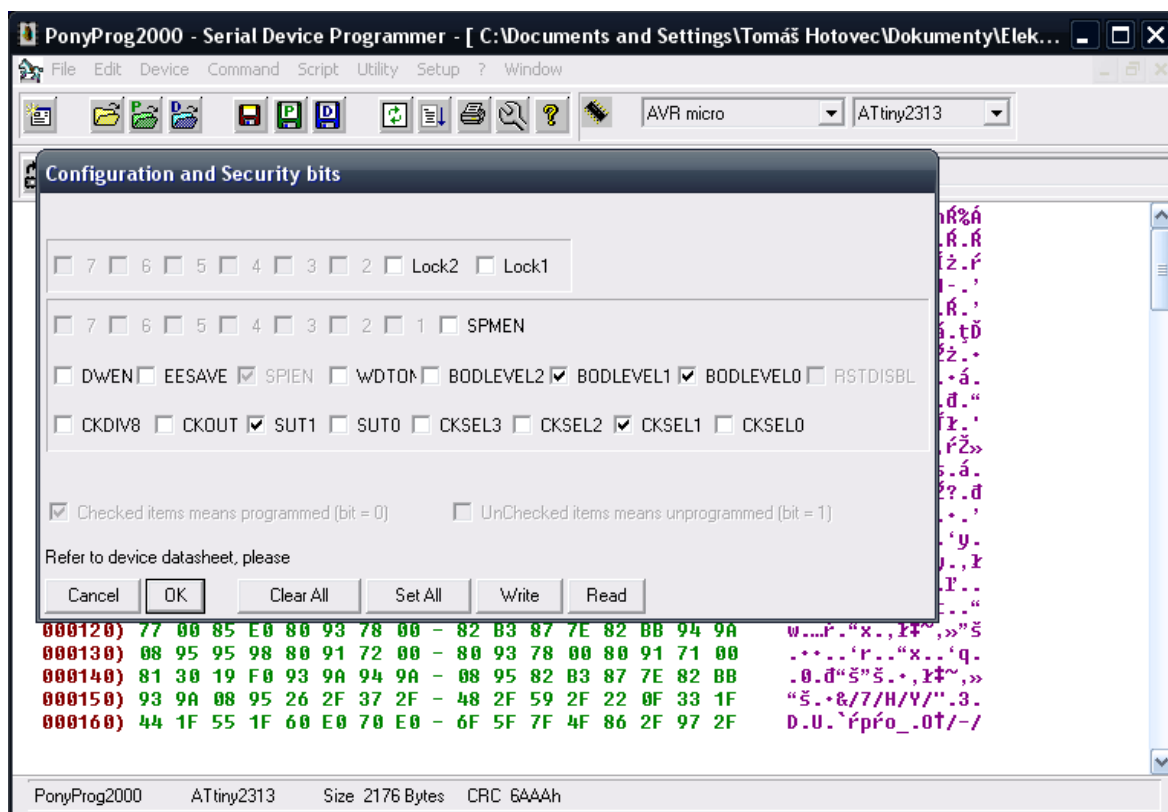 PonyProg2000 - Serial Device Programmer - [ C:\Documents and Settings\Tomáš Hotovec\Dokumenty\Elek...
File Edit Device Command Script Utility Setup ? Window
AVR micro ATtiny2313
Configuration and Security bits
7 6 5 4 3 2 Lock2 Lock1
7 6 5 4 3 2 1 SPMEN
DWEN EESAVE SPIEN WDTON BODLEVEL2 BODLEVEL1 BODLEVEL0 RSTDISBL
CKDIV8 CKOUT SUT1 SUT0 CKSEL3 CKSEL2 CKSEL1 CKSEL0
Checked items means programmed (bit = 0) UnChecked items means unprogrammed (bit = 1)
Refer to device datasheet, please
Cancel OK Clear All Set All Write Read
000120) 77 00 85 E0 80 93 78 00 - 82 B3 87 7E 82 BB 94 9A
000130) 08 95 95 98 80 91 72 00 - 80 93 78 00 80 91 71 00
000140) 81 30 19 F0 93 9A 94 9A - 08 95 82 B3 87 7E 82 BB
000150) 93 9A 08 95 26 2F 37 2F - 48 2F 59 2F 22 0F 33 1F
000160) 44 1F 55 1F 60 E0 70 E0 - 6F 5F 7F 4F 86 2F 97 2F
PonyProg2000 ATtiny2313 Size 2176 Bytes CRC 6AAAh